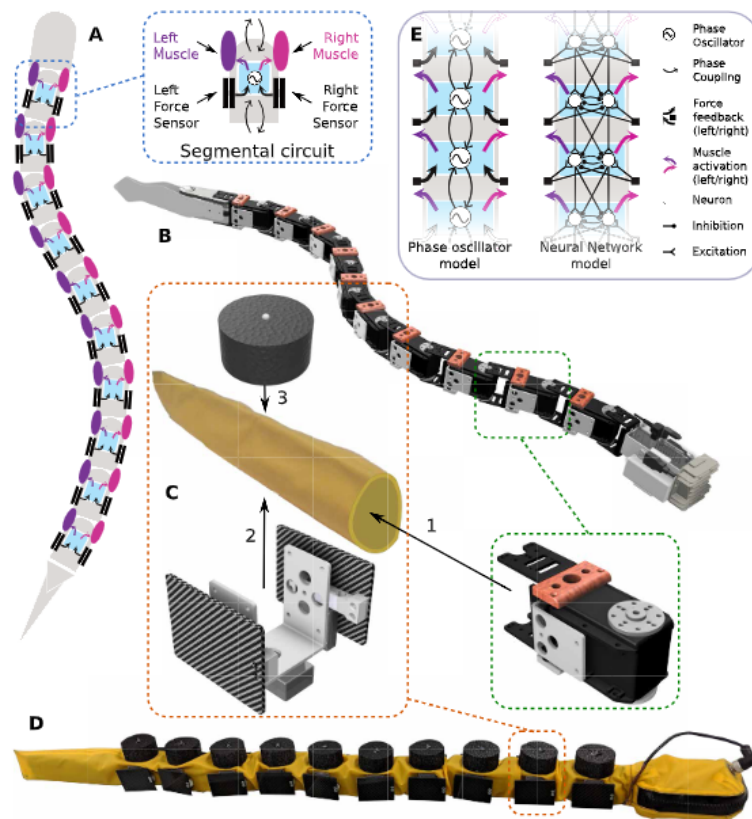 A
Left
Muscle
Right
Muscle
Left
Force
Sensor
Right
Force
Sensor
Segmental circuit
E
Phase oscillator
model
Neural Network
model
Phase
Oscillator
Phase
Coupling
Force
feedback
(left/right)
Muscle
activation
(left/right)
Neuron
Inhibition
Excitation
B
3
C
2
1
D